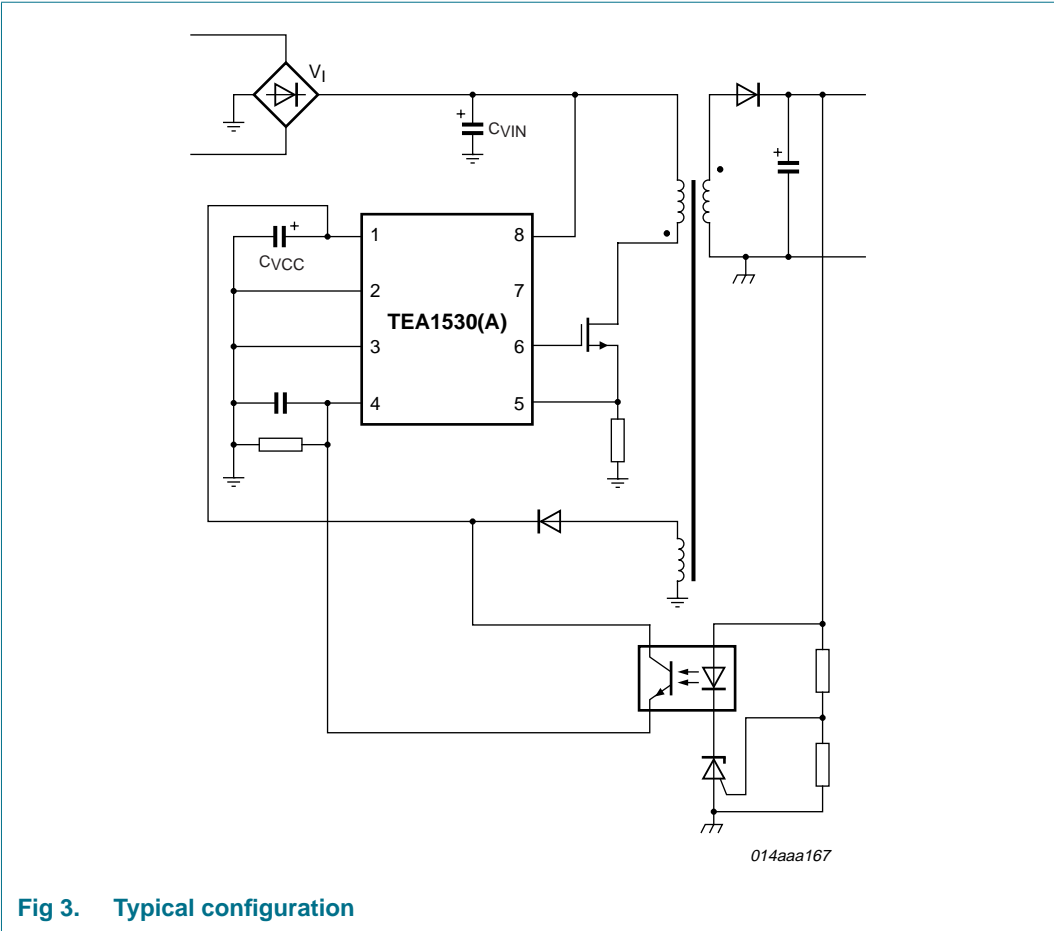 VI
+
CVIN
+
+
CVCC
1
8
2
7
TEA1530(A)
3
6
4
5
014aaa167
Fig 3. Typical configuration